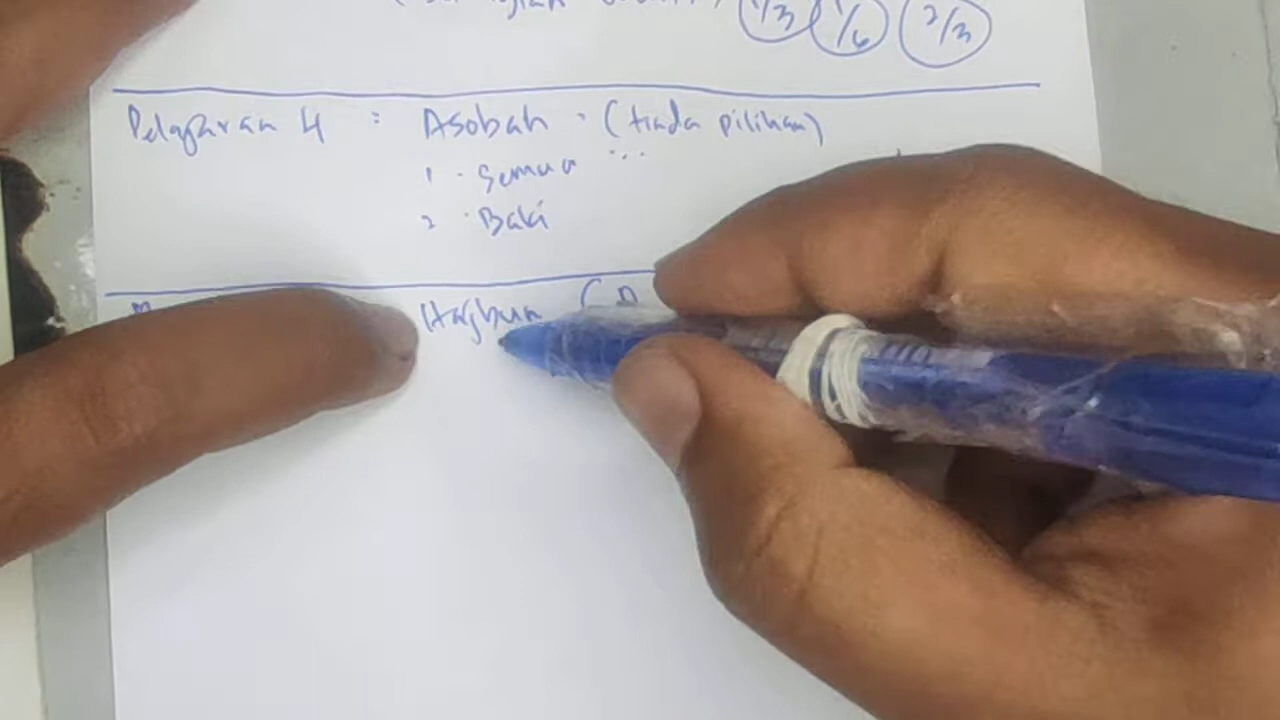 1/3 1/6 2/3
Pelajaran 4 : Asobah . (tiada pilihan)
1 . Semua
2 . Baki
Hajbun